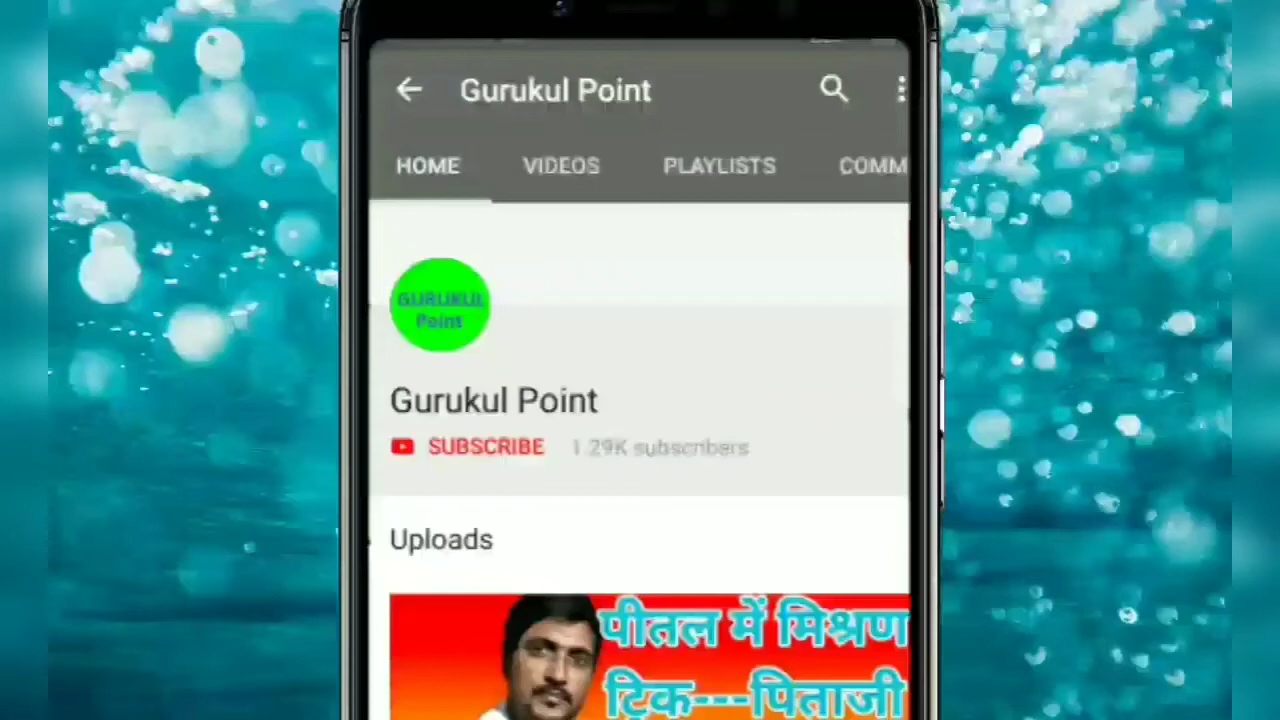 Gurukul Point
HOME VIDEOS PLAYLISTS COMM
GURUKUL
Point
Gurukul Point
SUBSCRIBE 1.29K subscribers
Uploads
पीतल में मिश्रण
ट्रिक---पिताजी